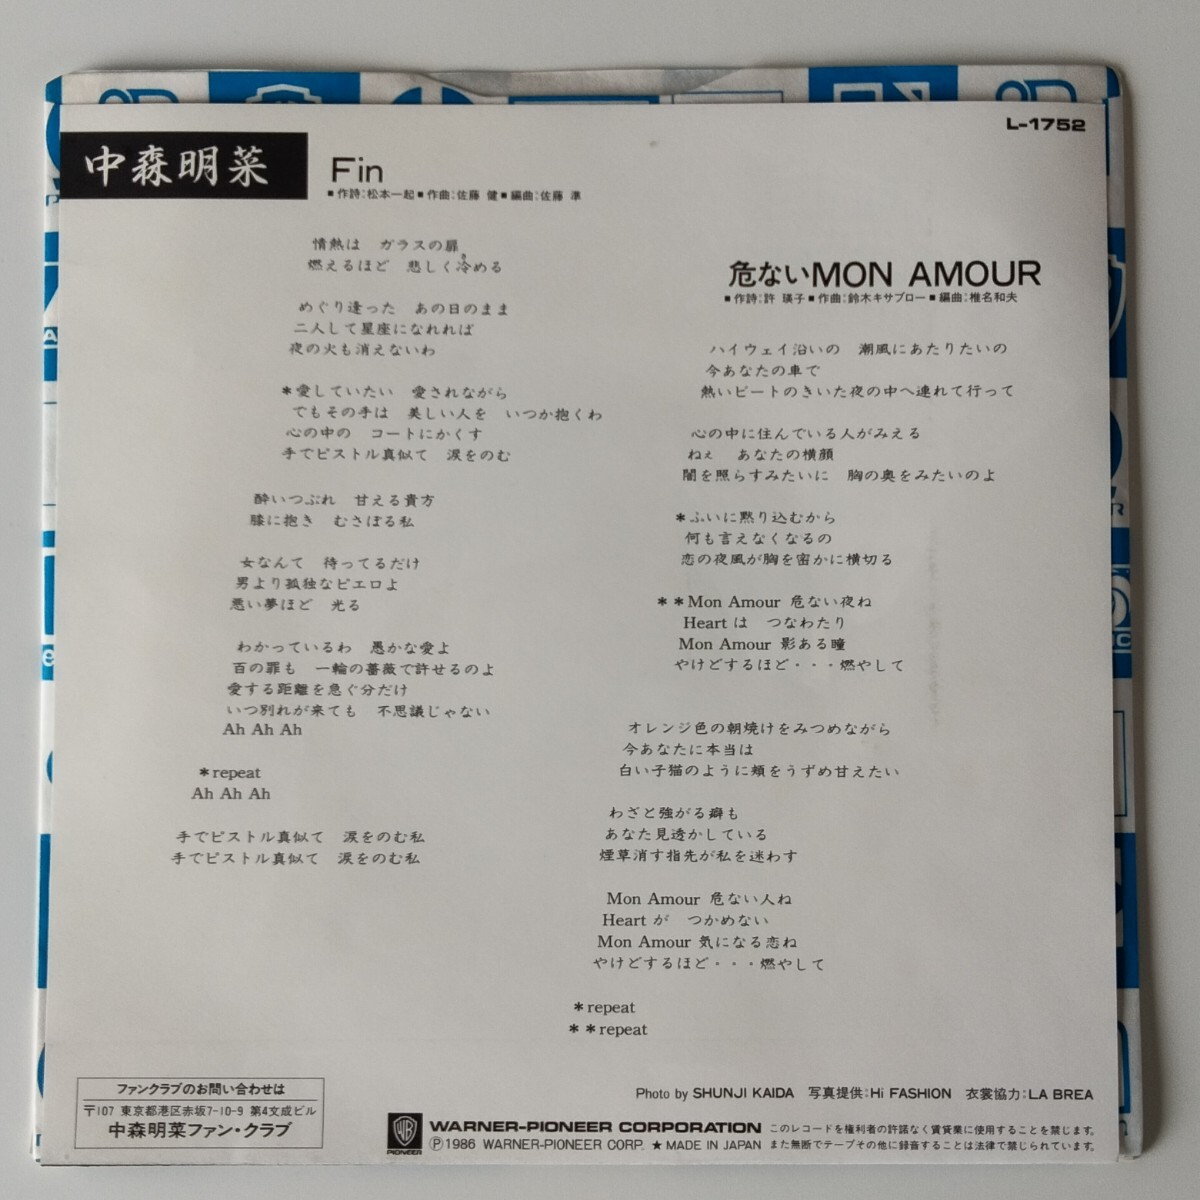 L-1752
中森明菜
Fin
■作詩:松本一起■作曲:佐藤 健■編曲:佐藤 準
情熱は　ガラスの扉
燃えるほど　悲しく冷める
めぐり逢った　あの日のまま
二人して星座になれれば
夜の火も消えないわ
*愛していたい　愛されながら
でもその手は　美しい人を　いつか抱くわ
心の中の　コートにかくす
手でピストル真似て　涙をのむ
酔いつぶれ　甘える貴方
膝に抱き　むさぼる私
女なんて　待ってるだけ
男より孤独なピエロよ
悪い夢ほど　光る
わかっているわ　愚かな愛よ
百の罪も　一輪の薔薇で許せるのよ
愛する距離を急ぐ分だけ
いつ別れが来ても　不思議じゃない
Ah Ah Ah
*repeat
Ah Ah Ah
手でピストル真似て　涙をのむ私
手でピストル真似て　涙をのむ私
危ないMON AMOUR
■作詩:許 瑛子■作曲:鈴木キサブロー■編曲:椎名和夫
ハイウェイ沿いの　潮風にあたりたいの
今あなたの車で
熱いビートのきいた夜の中へ連れて行って
心の中に住んでいる人がみえる
ねぇ　あなたの横顔
闇を照らすみたいに　胸の奥をみたいのよ
*ふいに黙り込むから
何も言えなくなるの
恋の夜風が胸を密かに横切る
**Mon Amour 危ない夜ね
Heart は　つなわたり
Mon Amour 影ある瞳
やけどするほど・・・燃やして
オレンジ色の朝焼けをみつめながら
今あなたに本当は
白い子猫のように頬をうずめ甘えたい
わざと強がる癖も
あなた見透かしている
煙草消す指先が私を迷わす
Mon Amour 危ない人ね
Heart が　つかめない
Mon Amour 気になる恋ね
やけどするほど・・・燃やして
*repeat
**repeat
Photo by SHUNJI KAIDA　写真提供:Hi FASHION　衣裳協力:LA BREA
ファンクラブのお問い合わせは
〒107 東京都港区赤坂7-10-9 第4文成ビル
中森明菜ファン・クラブ
PIONEER
WARNER-PIONEER CORPORATION
Ⓟ1986 WARNER-PIONEER CORP. ★ MADE IN JAPAN
このレコードを権利者の許諾なく賃貸業に使用することを禁じます。
また無断でテープその他に録音することは法律で禁じられています。